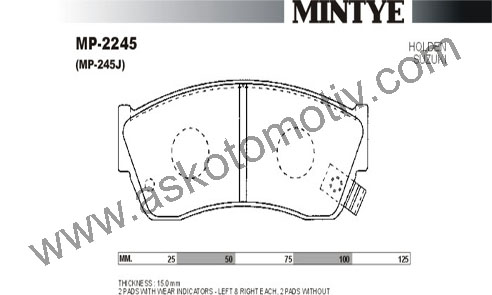 MINTYE
MP-2245
(MP-245J)
HOLDEN
SUZUKI
www.askotomotiv.com
MM. 25 50 75 100 125
THICKNESS : 15.0 mm
2 PADS WITH WEAR INDICATORS - LEFT & RIGHT EACH, 2 PADS WITHOUT